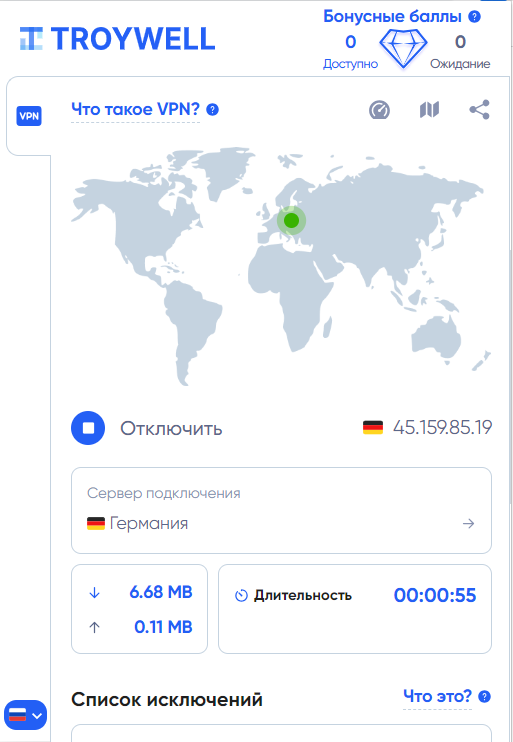 TROYWELL
Бонусные баллы ?
0 0
Доступно Ожидание
VPN
Что такое VPN? ?
Отключить 45.159.85.19
Сервер подключения
Германия
6.68 MB
0.11 MB
Длительность 00:00:55
Список исключений Что это? ?